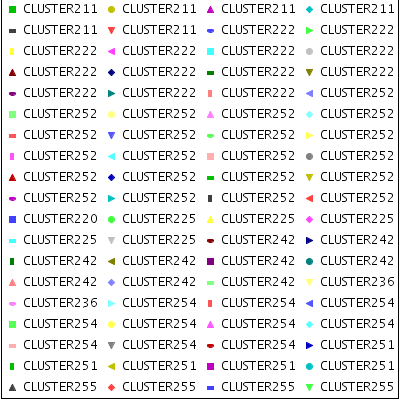 CLUSTER211 CLUSTER211 CLUSTER211 CLUSTER211
CLUSTER211 CLUSTER211 CLUSTER222 CLUSTER222
CLUSTER222 CLUSTER222 CLUSTER222 CLUSTER222
CLUSTER222 CLUSTER222 CLUSTER222 CLUSTER222
CLUSTER222 CLUSTER222 CLUSTER222 CLUSTER252
CLUSTER252 CLUSTER252 CLUSTER252 CLUSTER252
CLUSTER252 CLUSTER252 CLUSTER252 CLUSTER252
CLUSTER252 CLUSTER252 CLUSTER252 CLUSTER252
CLUSTER252 CLUSTER252 CLUSTER252 CLUSTER252
CLUSTER252 CLUSTER252 CLUSTER252 CLUSTER252
CLUSTER220 CLUSTER225 CLUSTER225 CLUSTER225
CLUSTER225 CLUSTER225 CLUSTER242 CLUSTER242
CLUSTER242 CLUSTER242 CLUSTER242 CLUSTER242
CLUSTER242 CLUSTER242 CLUSTER242 CLUSTER236
CLUSTER236 CLUSTER254 CLUSTER254 CLUSTER254
CLUSTER254 CLUSTER254 CLUSTER254 CLUSTER254
CLUSTER254 CLUSTER254 CLUSTER254 CLUSTER251
CLUSTER251 CLUSTER251 CLUSTER251 CLUSTER251
CLUSTER255 CLUSTER255 CLUSTER255 CLUSTER255